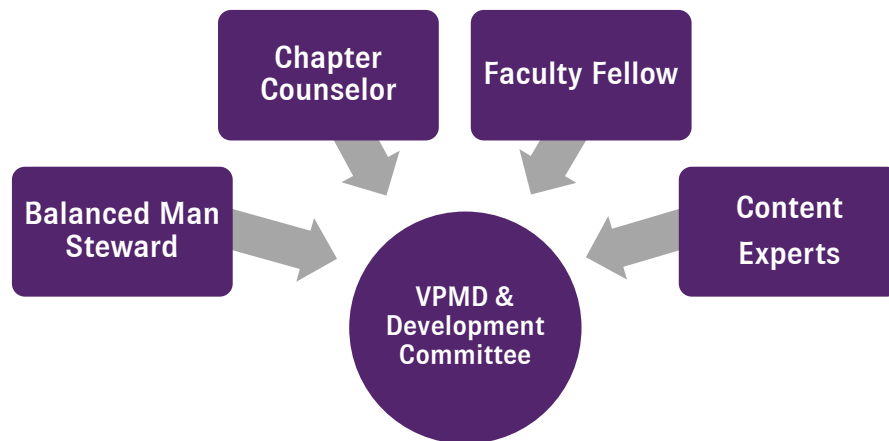 Chapter
Counselor
Faculty Fellow
Balanced Man
Steward
Content
Experts
VPMD &
Development
Committee